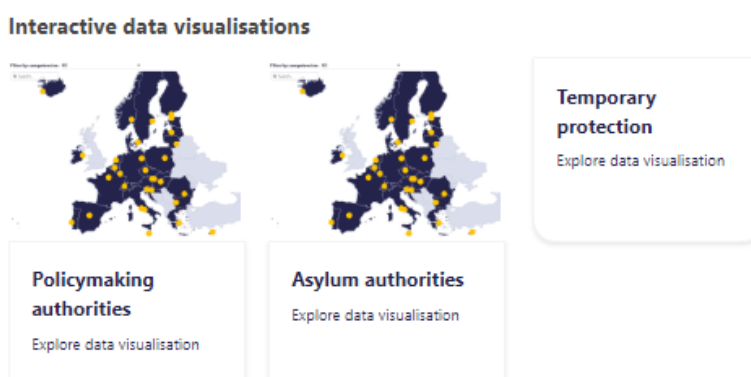 Interactive data visualisations
Temporary
protection
Explore data visualisation
Policymaking
authorities
Explore data visualisation
Asylum authorities
Explore data visualisation